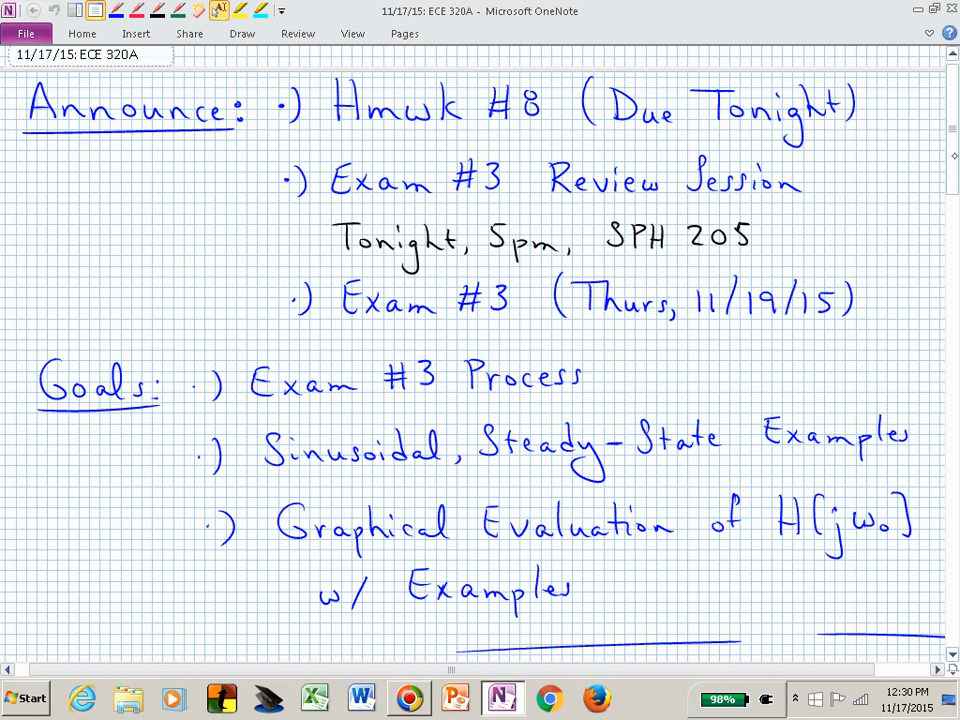 11/17/15: ECE 320A - Microsoft OneNote
File Home Insert Share Draw Review View Pages
11/17/15: ECE 320A
Announce: ·) Hmwk #8 (Due Tonight)
·) Exam #3 Review Session
Tonight, 5pm, SPH 205
·) Exam #3 (Thurs, 11/19/15)
Goals: ·) Exam #3 Process
·) Sinusoidal, Steady-State Examples
·) Graphical Evaluation of H[jω₀]
w/ Examples
Start 98% 12:30 PM
11/17/2015